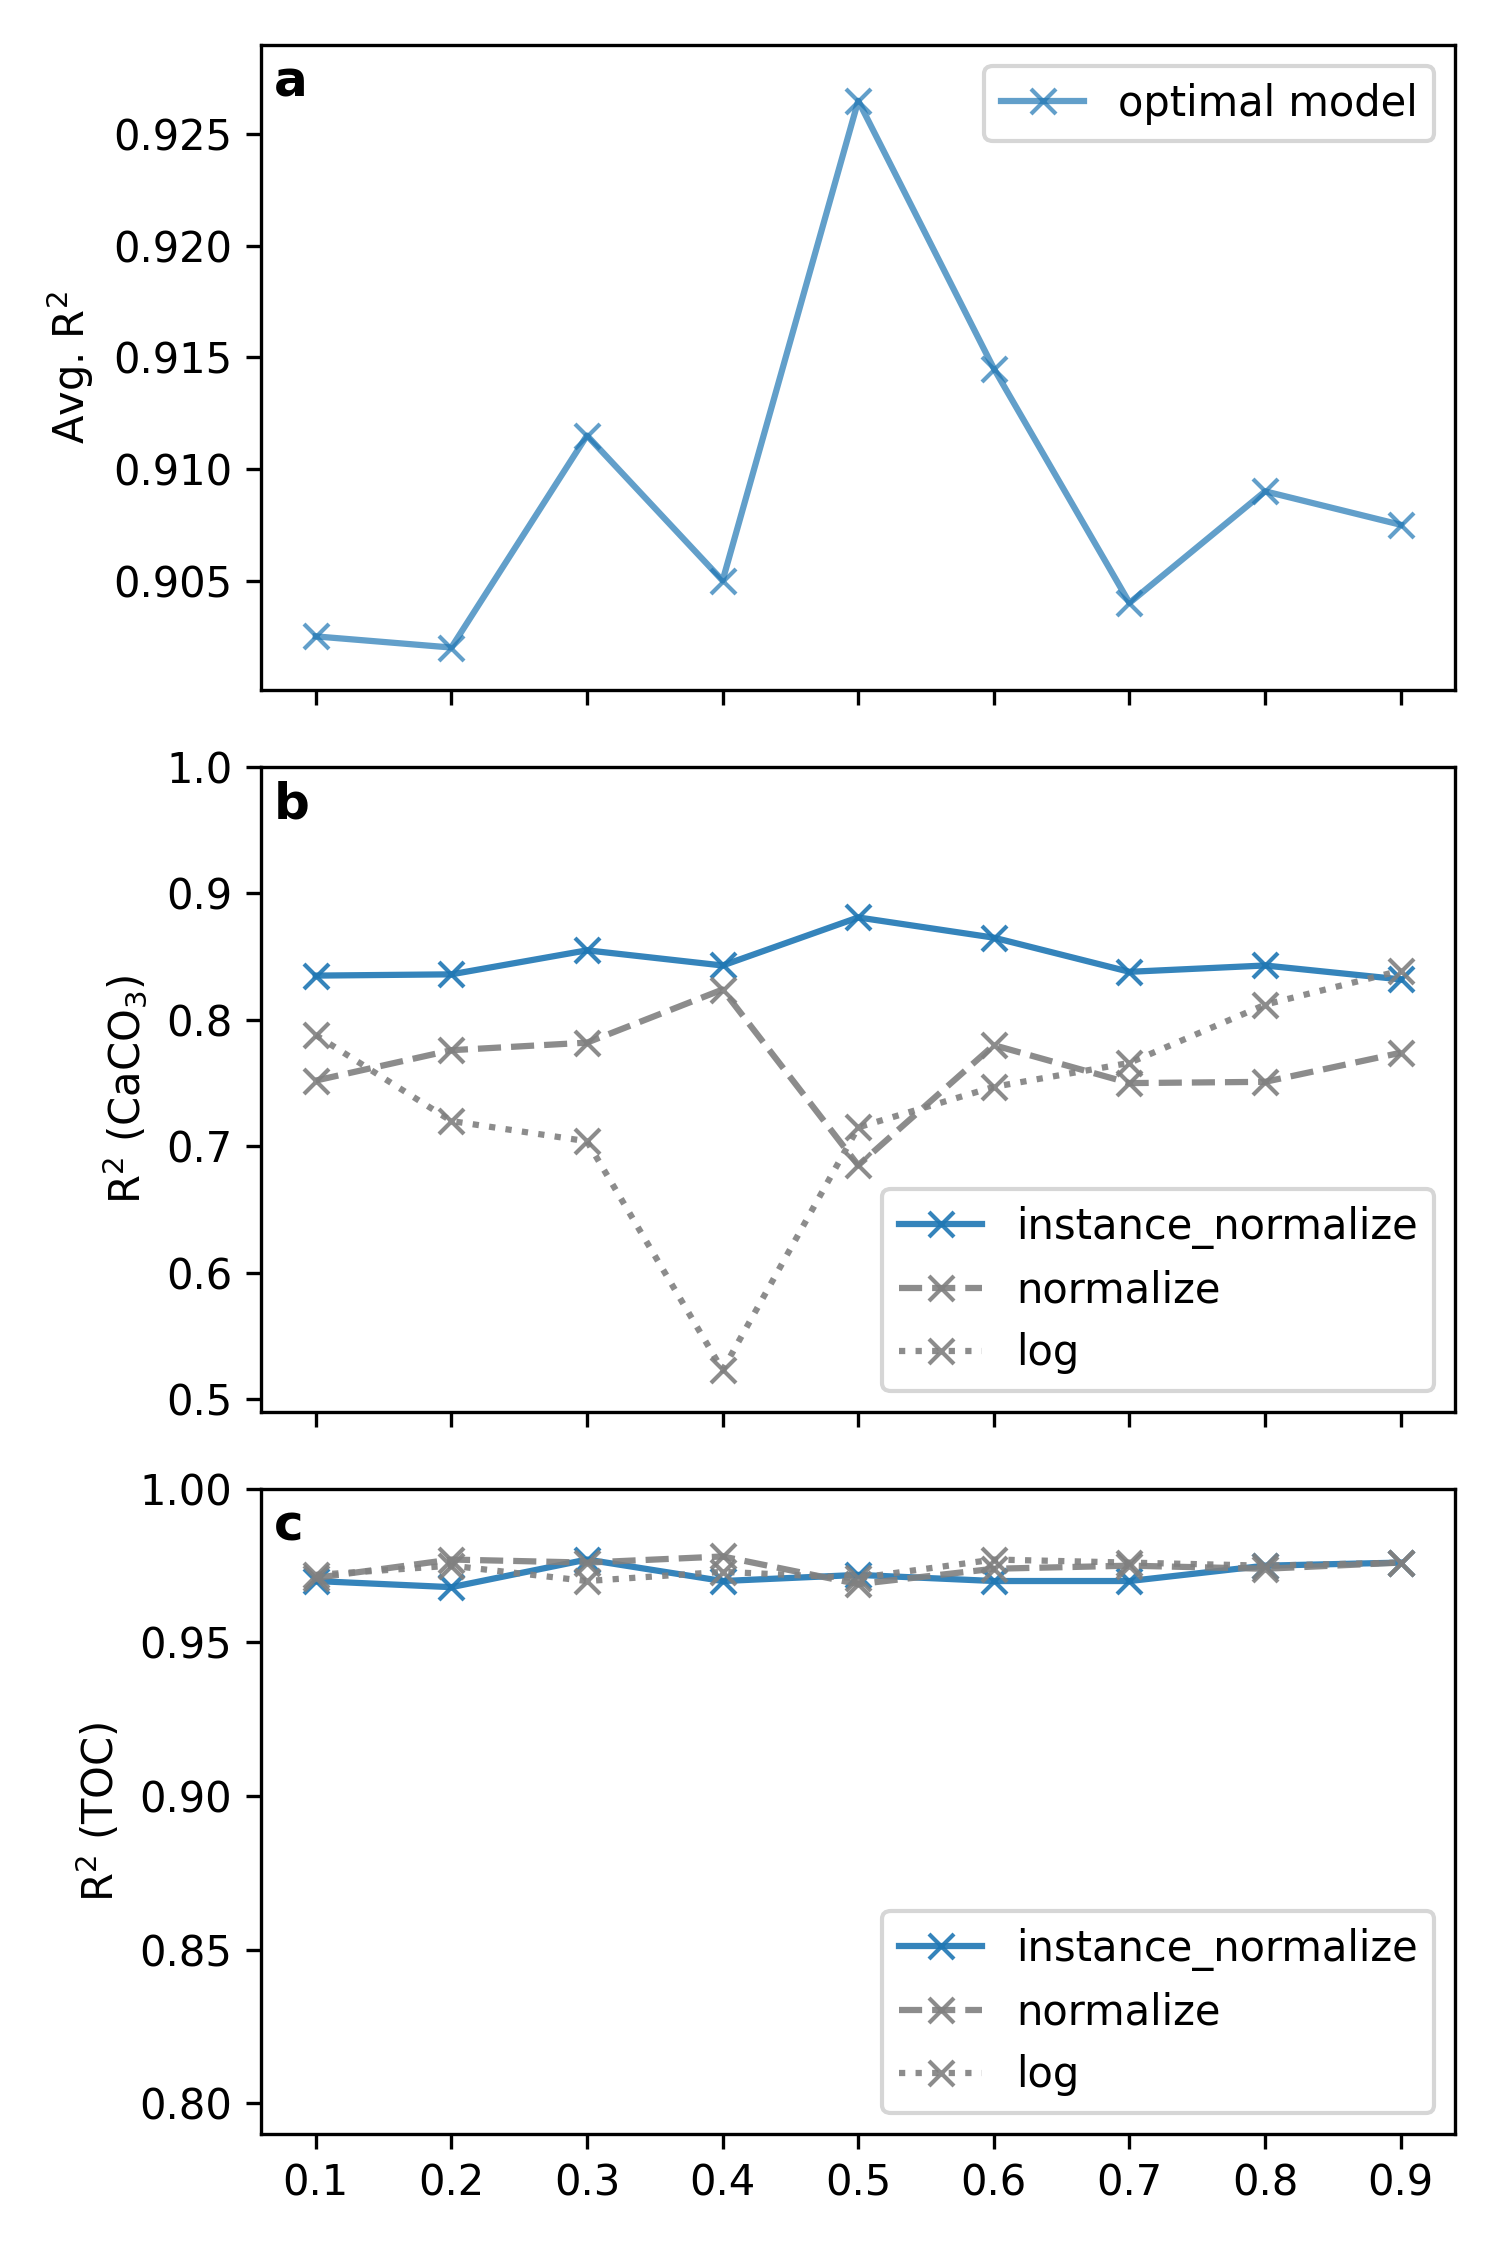 a
optimal model
0.925
0.920
0.915
0.910
0.905
Avg. R²
b
1.0
0.9
0.8
0.7
0.6
0.5
R² (CaCO₃)
instance_normalize
normalize
log
c
1.00
0.95
0.90
0.85
0.80
R² (TOC)
instance_normalize
normalize
log
0.1 0.2 0.3 0.4 0.5 0.6 0.7 0.8 0.9